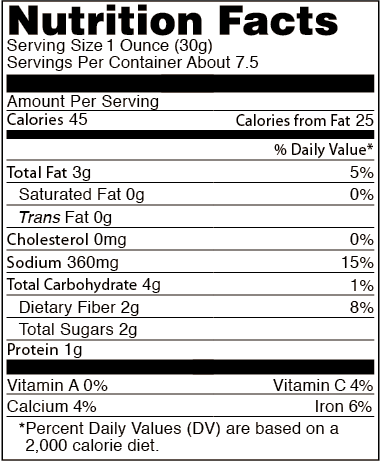 Nutrition Facts
Serving Size 1 Ounce (30g)
Servings Per Container About 7.5
Amount Per Serving
Calories 45 Calories from Fat 25
% Daily Value*
Total Fat 3g 5%
Saturated Fat 0g 0%
Trans Fat 0g
Cholesterol 0mg 0%
Sodium 360mg 15%
Total Carbohydrate 4g 1%
Dietary Fiber 2g 8%
Total Sugars 2g
Protein 1g
Vitamin A 0% Vitamin C 4%
Calcium 4% Iron 6%
*Percent Daily Values (DV) are based on a
2,000 calorie diet.